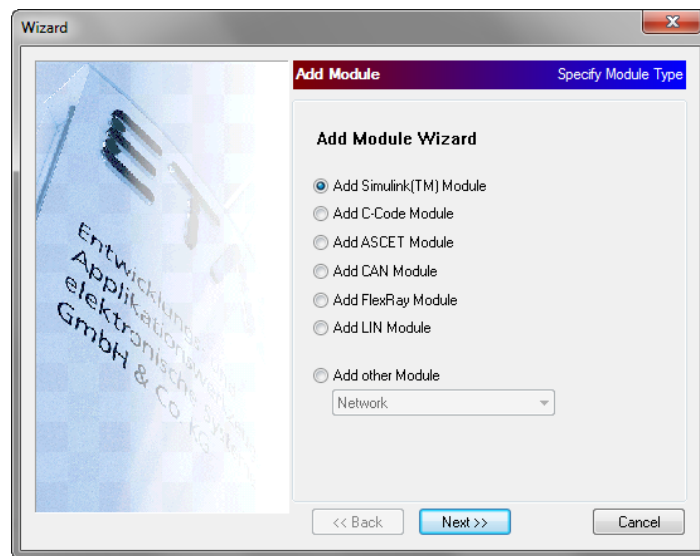 Wizard
Add Module
Specify Module Type
ET
Entwicklungs- und
Applikationswerkzeuge
elektronische Syst
GmbH & Co. KG
Add Module Wizard
Add Simulink(TM) Module
Add C-Code Module
Add ASCET Module
Add CAN Module
Add FlexRay Module
Add LIN Module
Add other Module
Network
<< Back
Next >>
Cancel